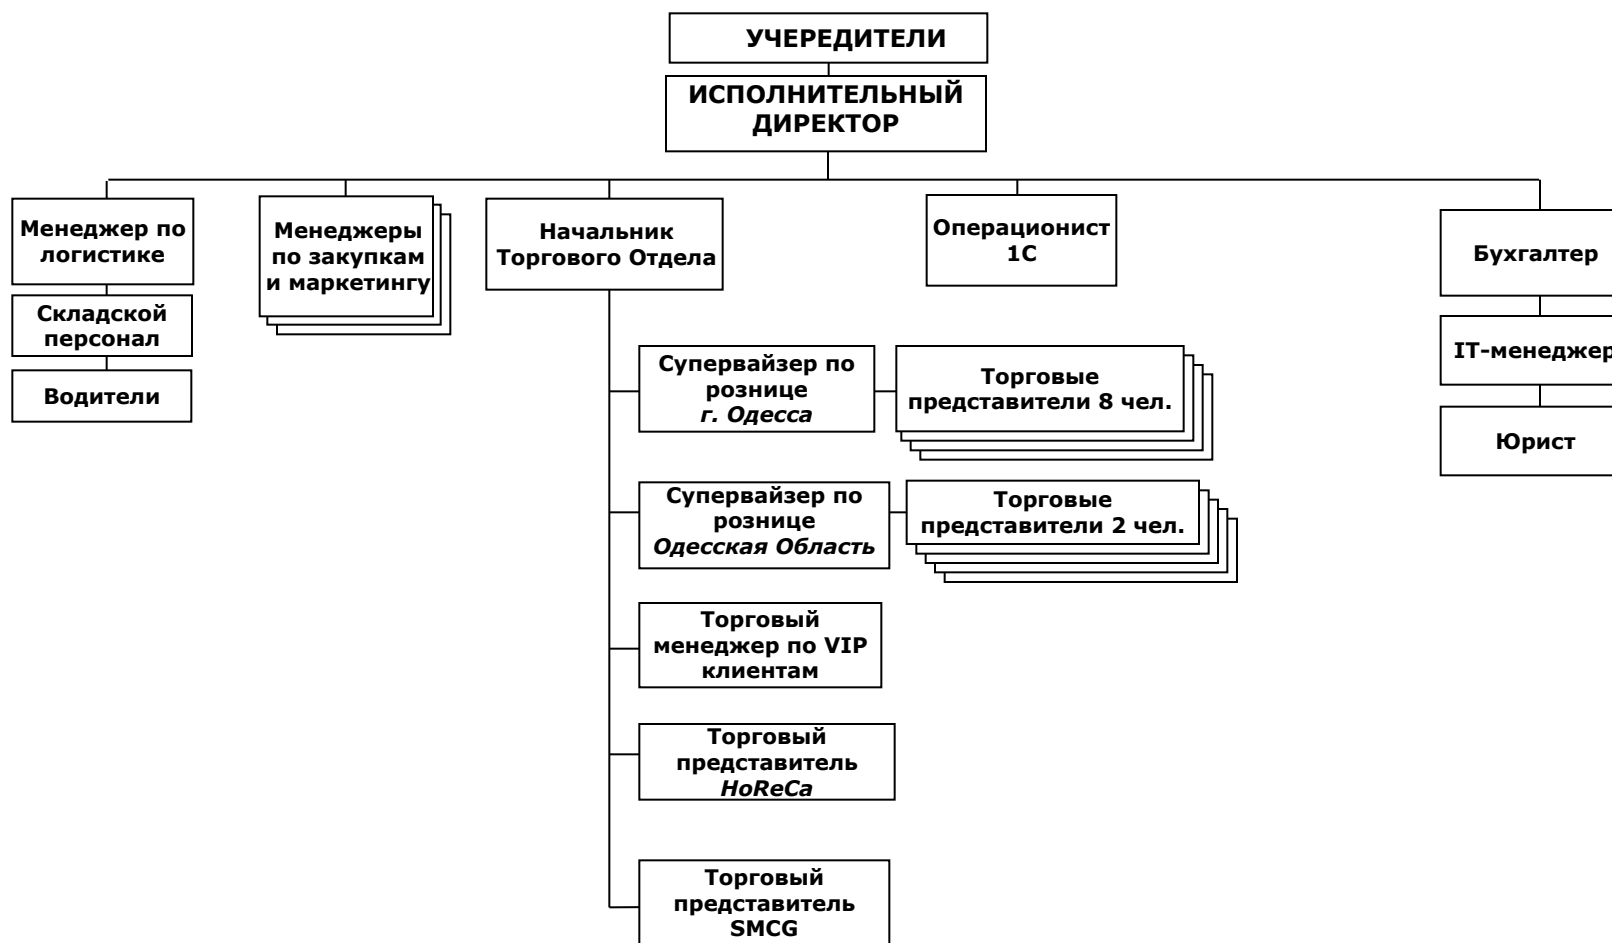 УЧЕРЕДИТЕЛИ
ИСПОЛНИТЕЛЬНЫЙ
ДИРЕКТОР
Менеджер по
логистике
Складской
персонал
Водители
Менеджеры
по закупкам
и маркетингу
Начальник
Торгового Отдела
Супервайзер по
рознице
г. Одесса
Торговые
представители 8 чел.
Супервайзер по
рознице
Одесская Область
Торговые
представители 2 чел.
Торговый
менеджер по VIP
клиентам
Торговый
представитель
HoReCa
Торговый
представитель
SMCG
Операционист
1С
Бухгалтер
IT-менеджер
Юрист